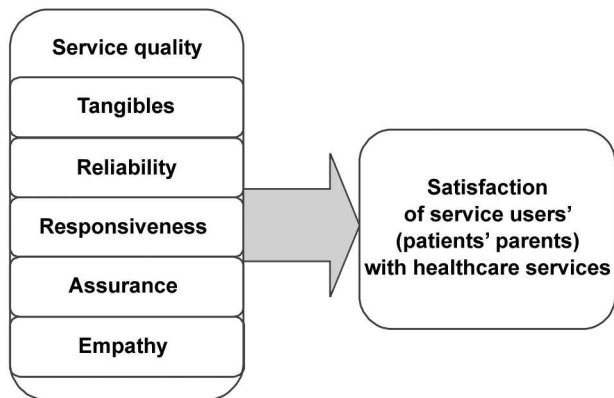 Service quality
Tangibles
Reliability
Responsiveness
Assurance
Empathy
Satisfaction
of service users’
(patients’ parents)
with healthcare services